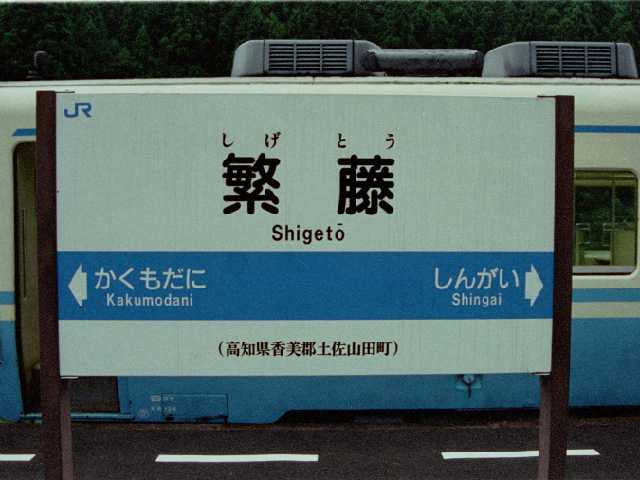 JR
しげとう
繁藤
Shigetō
かくもだに
Kakumodani
しんがい
Shingai
(高知県香美郡土佐山田町)